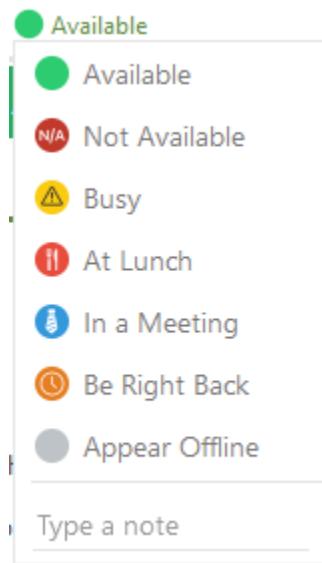 Available
Available
N/A Not Available
Busy
At Lunch
In a Meeting
Be Right Back
Appear Offline
Type a note